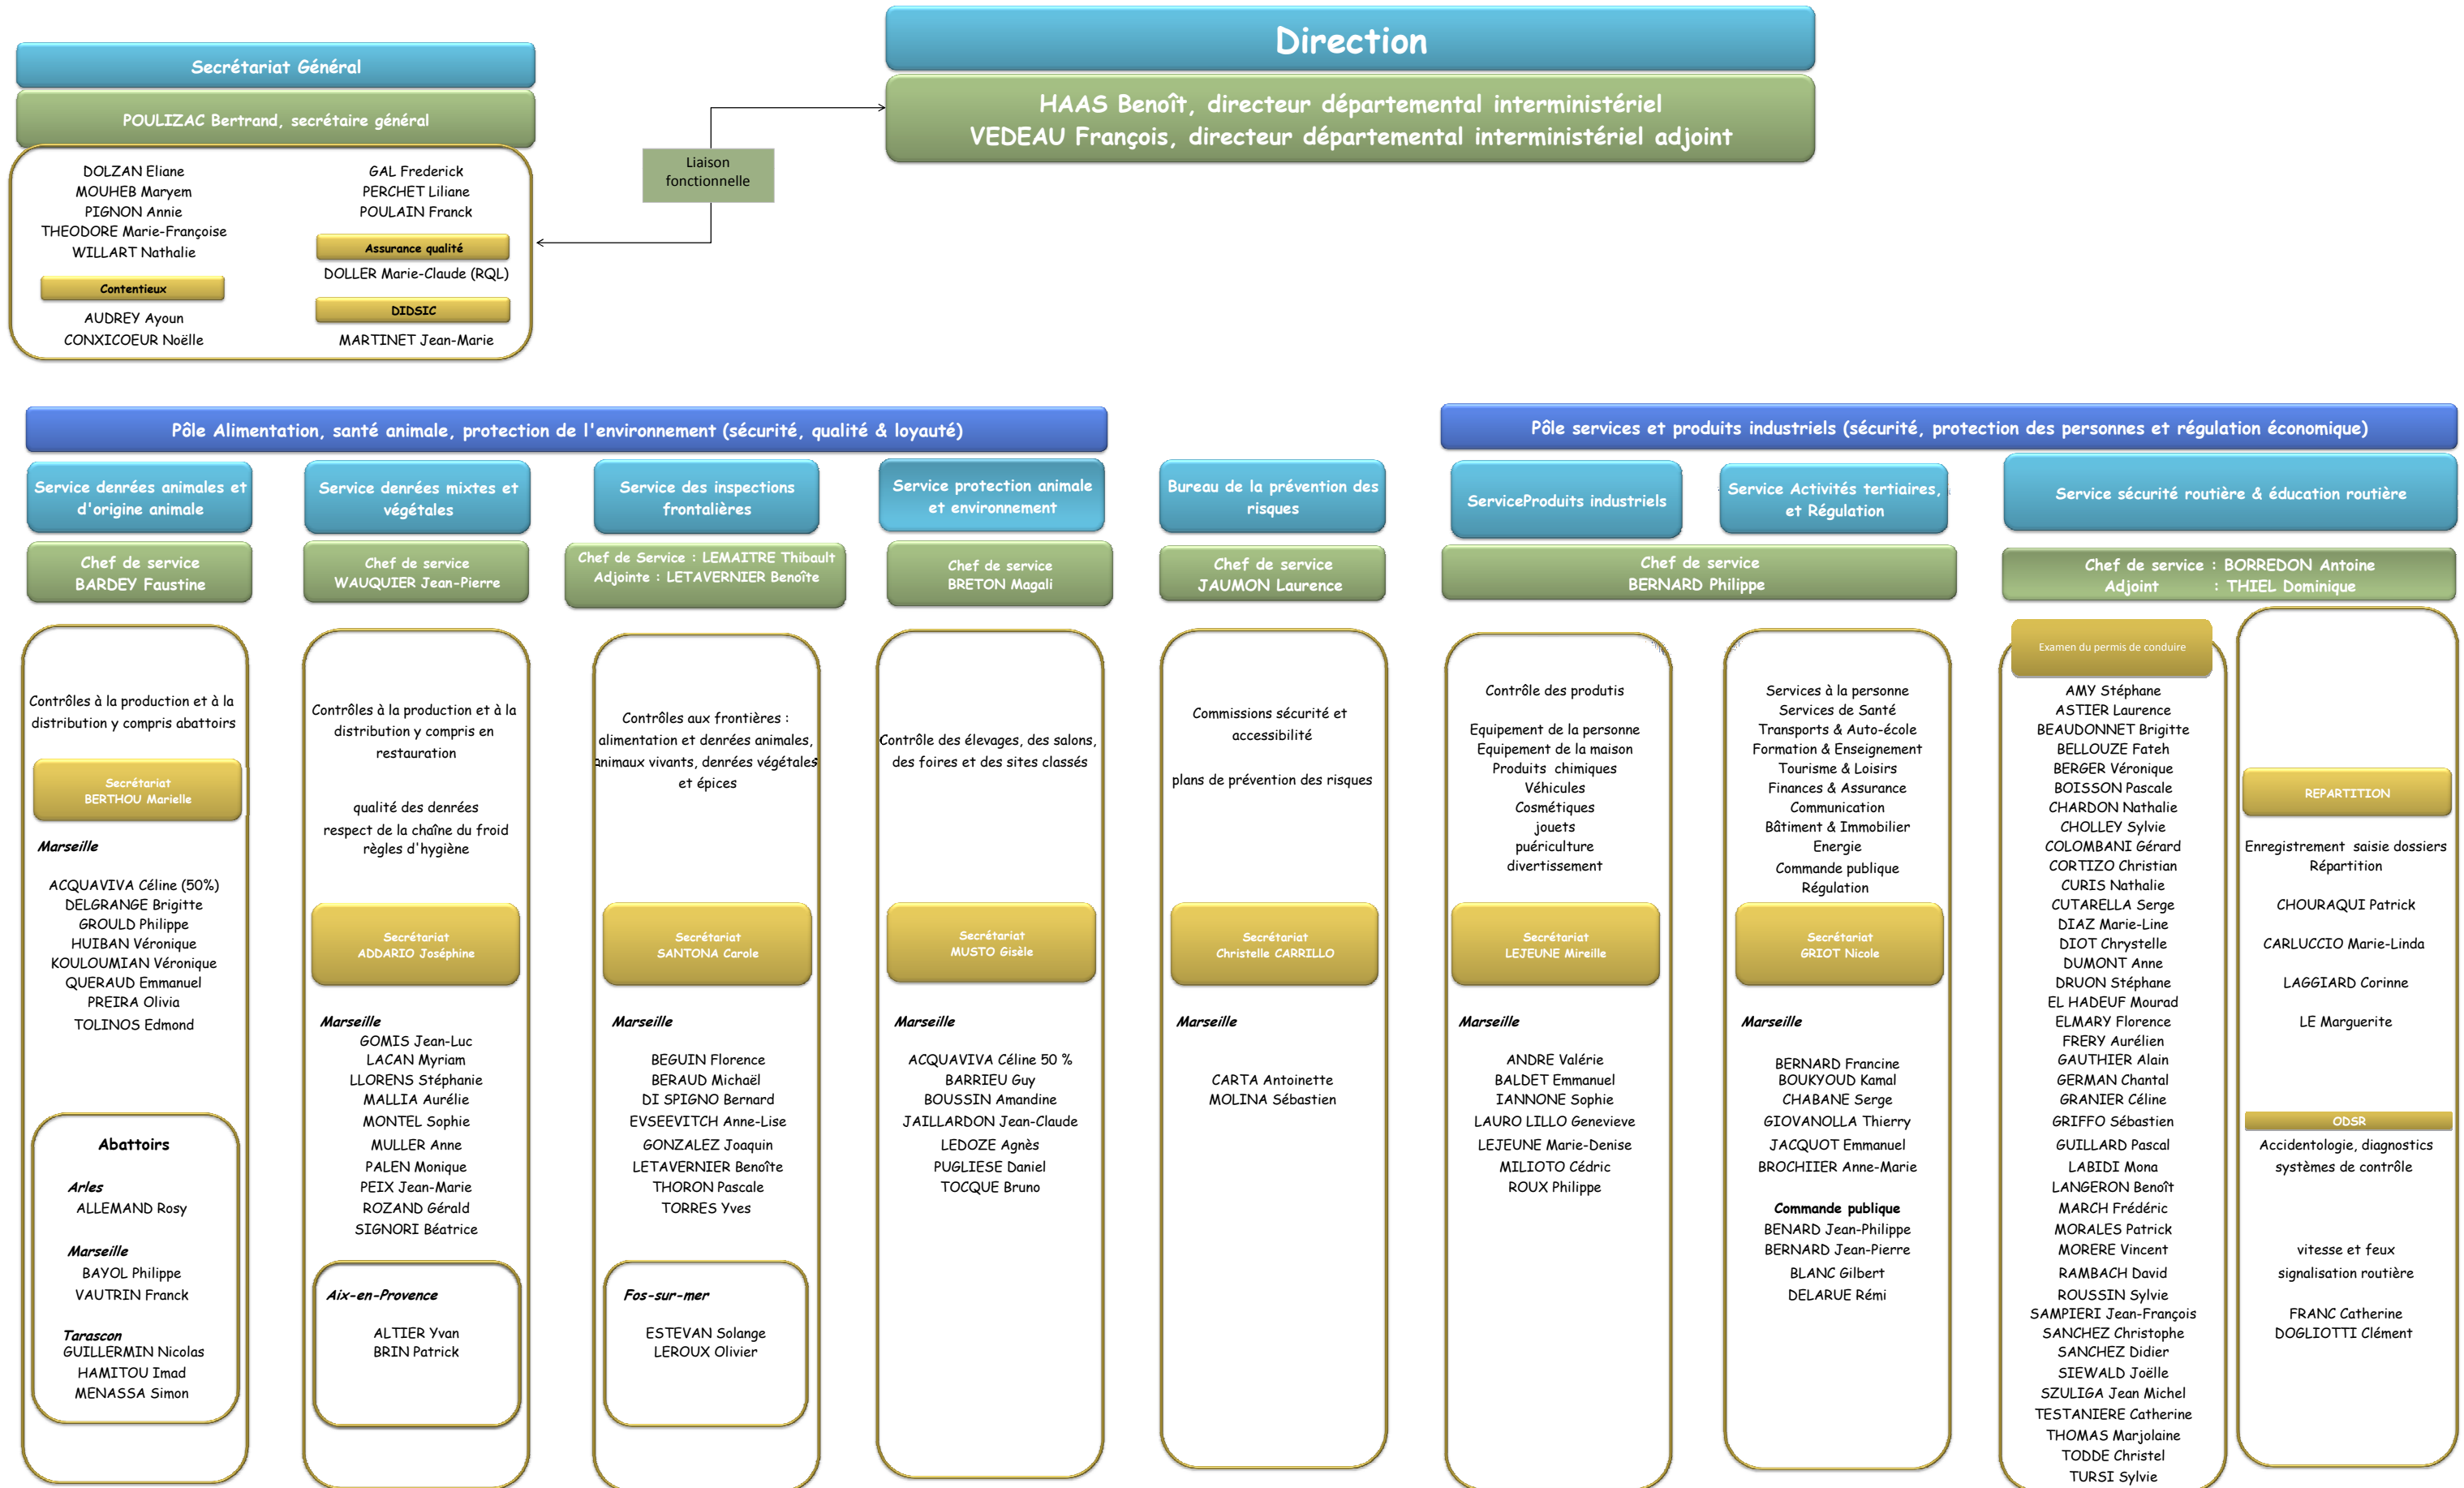 Direction
HAAS Benoît, directeur départemental interministériel
VEDEAU François, directeur départemental interministériel adjoint
Secrétariat Général
POULIZAC Bertrand, secrétaire général
DOLZAN Eliane
MOUHEB Maryem
PIGNON Annie
THEODORE Marie-Françoise
WILLART Nathalie
Contentieux
AUDREY Ayoun
CONXICOEUR Noëlle
GAL Frederick
PERCHET Liliane
POULAIN Franck
Assurance qualité
DOLLER Marie-Claude (RQL)
DIDSIC
MARTINET Jean-Marie
Liaison
fonctionnelle
Pôle Alimentation, santé animale, protection de l'environnement (sécurité, qualité & loyauté)
Service denrées animales et
d'origine animale
Chef de service
BARDEY Faustine
Contrôles à la production et à la
distribution y compris abattoirs
Secrétariat
BERTHOU Marielle
Marseille
ACQUAVIVA Céline (50%)
DELGRANGE Brigitte
GROULD Philippe
HUIBAN Véronique
KOULOUMIAN Véronique
QUERAUD Emmanuel
PREIRA Olivia
TOLINOS Edmond
Abattoirs
Arles
ALLEMAND Rosy
Marseille
BAYOL Philippe
VAUTRIN Franck
Tarascon
GUILLERMIN Nicolas
HAMITOU Imad
MENASSA Simon
Service denrées mixtes et
végétales
Chef de service
WAUQUIER Jean-Pierre
Contrôles à la production et à la
distribution y compris en
restauration
qualité des denrées
respect de la chaîne du froid
règles d'hygiène
Secrétariat
ADDARIO Joséphine
Marseille
GOMIS Jean-Luc
LACAN Myriam
LLORENS Stéphanie
MALLIA Aurélie
MONTEL Sophie
MULLER Anne
PALEN Monique
PEIX Jean-Marie
ROZAND Gérald
SIGNORI Béatrice
Aix-en-Provence
ALTIER Yvan
BRIN Patrick
Service des inspections
frontalières
Chef de Service : LEMAITRE Thibault
Adjointe : LETAVERNIER Benoîte
Contrôles aux frontières :
alimentation et denrées animales,
animaux vivants, denrées végétales
et épices
Secrétariat
SANTONA Carole
Marseille
BEGUIN Florence
BERAUD Michaël
DI SPIGNO Bernard
EVSEEVITCH Anne-Lise
GONZALEZ Joaquin
LETAVERNIER Benoîte
THORON Pascale
TORRES Yves
Fos-sur-mer
ESTEVAN Solange
LEROUX Olivier
Service protection animale
et environnement
Chef de service
BRETON Magali
Contrôle des élevages, des salons,
des foires et des sites classés
Secrétariat
MUSTO Gisèle
Marseille
ACQUAVIVA Céline 50 %
BARRIEU Guy
BOUSSIN Amandine
JAILLARDON Jean-Claude
LEDOZE Agnès
PUGLIESE Daniel
TOCQUE Bruno
Bureau de la prévention des
risques
Chef de service
JAUMON Laurence
Commissions sécurité et
accessibilité
plans de prévention des risques
Secrétariat
Christelle CARRILLO
Marseille
CARTA Antoinette
MOLINA Sébastien
Pôle services et produits industriels (sécurité, protection des personnes et régulation économique)
ServiceProduits industriels
Service Activités tertiaires,
et Régulation
Chef de service
BERNARD Philippe
Contrôle des produtis
Equipement de la personne
Equipement de la maison
Produits chimiques
Véhicules
Cosmétiques
jouets
puériculture
divertissement
Secrétariat
LEJEUNE Mireille
Marseille
ANDRE Valérie
BALDET Emmanuel
IANNONE Sophie
LAURO LILLO Genevieve
LEJEUNE Marie-Denise
MILIOTO Cédric
ROUX Philippe
Services à la personne
Services de Santé
Transports & Auto-école
Formation & Enseignement
Tourisme & Loisirs
Finances & Assurance
Communication
Bâtiment & Immobilier
Energie
Commande publique
Régulation
Secrétariat
GRIOT Nicole
Marseille
BERNARD Francine
BOUKYOUD Kamal
CHABANE Serge
GIOVANOLLA Thierry
JACQUOT Emmanuel
BROCHIIER Anne-Marie
Commande publique
BENARD Jean-Philippe
BERNARD Jean-Pierre
BLANC Gilbert
DELARUE Rémi
Service sécurité routière & éducation routière
Chef de service : BORREDON Antoine
Adjoint : THIEL Dominique
Examen du permis de conduire
AMY Stéphane
ASTIER Laurence
BEAUDONNET Brigitte
BELLOUZE Fateh
BERGER Véronique
BOISSON Pascale
CHARDON Nathalie
CHOLLEY Sylvie
COLOMBANI Gérard
CORTIZO Christian
CURIS Nathalie
CUTARELLA Serge
DIAZ Marie-Line
DIOT Chrystelle
DUMONT Anne
DRUON Stéphane
EL HADEUF Mourad
ELMARY Florence
FRERY Aurélien
GAUTHIER Alain
GERMAN Chantal
GRANIER Céline
GRIFFO Sébastien
GUILLARD Pascal
LABIDI Mona
LANGERON Benoît
MARCH Frédéric
MORALES Patrick
MORERE Vincent
RAMBACH David
ROUSSIN Sylvie
SAMPIERI Jean-François
SANCHEZ Christophe
SANCHEZ Didier
SIEWALD Joëlle
SZULIGA Jean Michel
TESTANIERE Catherine
THOMAS Marjolaine
TODDE Christel
TURSI Sylvie
REPARTITION
Enregistrement saisie dossiers
Répartition
CHOURAQUI Patrick
CARLUCCIO Marie-Linda
LAGGIARD Corinne
LE Marguerite
ODSR
Accidentologie, diagnostics
systèmes de contrôle
vitesse et feux
signalisation routière
FRANC Catherine
DOGLIOTTI Clément